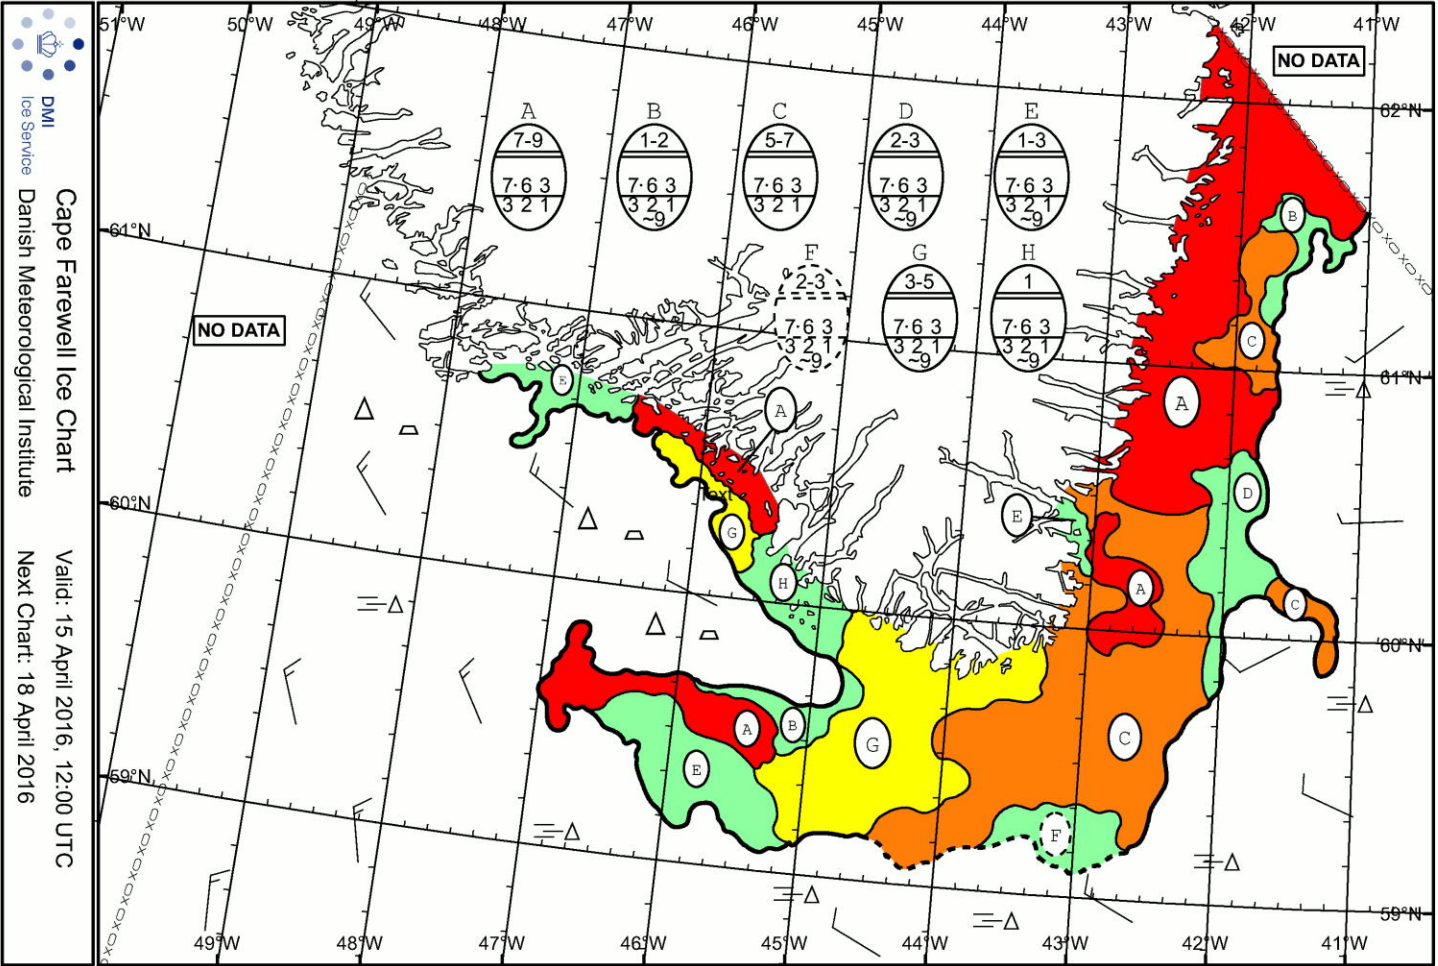 51°W 50°W 49°W 48°W 47°W 46°W 45°W 44°W 43°W 42°W 41°W
DMI
Ice Service
Cape Farewell Ice Chart
Danish Meteorological Institute
Valid: 15 April 2016, 12:00 UTC
Next Chart: 18 April 2016
NO DATA
62°N
A B C D E
7-9 1-2 5-7 2-3 1-3
7·6 3 7·6 3 7·6 3 7·6 3 7·6 3
3 2 1 3 2 1 3 2 1 3 2 1 3 2 1
~9 ~9 ~9
B
61°N
F G H
2-3 3-5 1
7·6 3 7·6 3 7·6 3
3 2 1 3 2 1 3 2 1
~9 ~9 ~9
NO DATA
C
61°N
E
A
A
D
Text
60°N
E
G
H
A
C
60°N
A
B
G
C
E
59°N
F
59°N
49°W 48°W 47°W 46°W 45°W 44°W 43°W 42°W 41°W